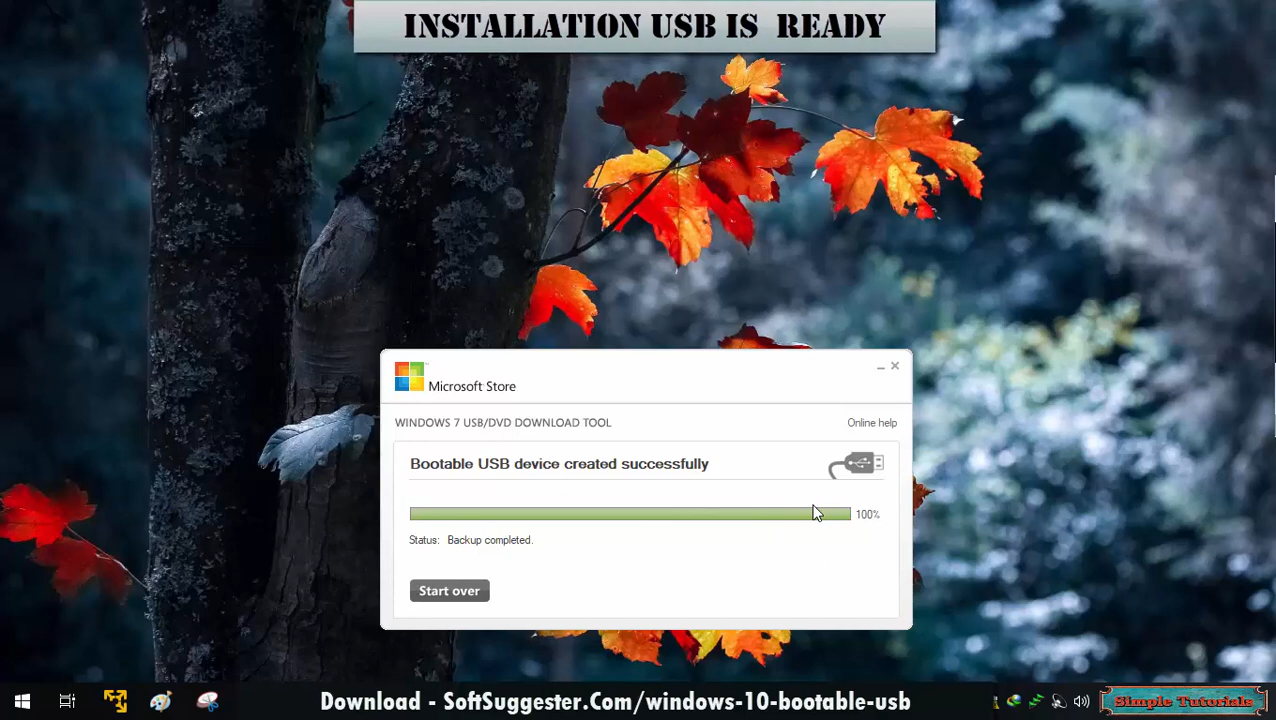 INSTALLATION USB IS READY
Microsoft Store
WINDOWS 7 USB/DVD DOWNLOAD TOOL
Online help
Bootable USB device created successfully
100%
Status: Backup completed.
Start over
Download - SoftSuggester.Com/windows-10-bootable-usb
Simple Tutorials